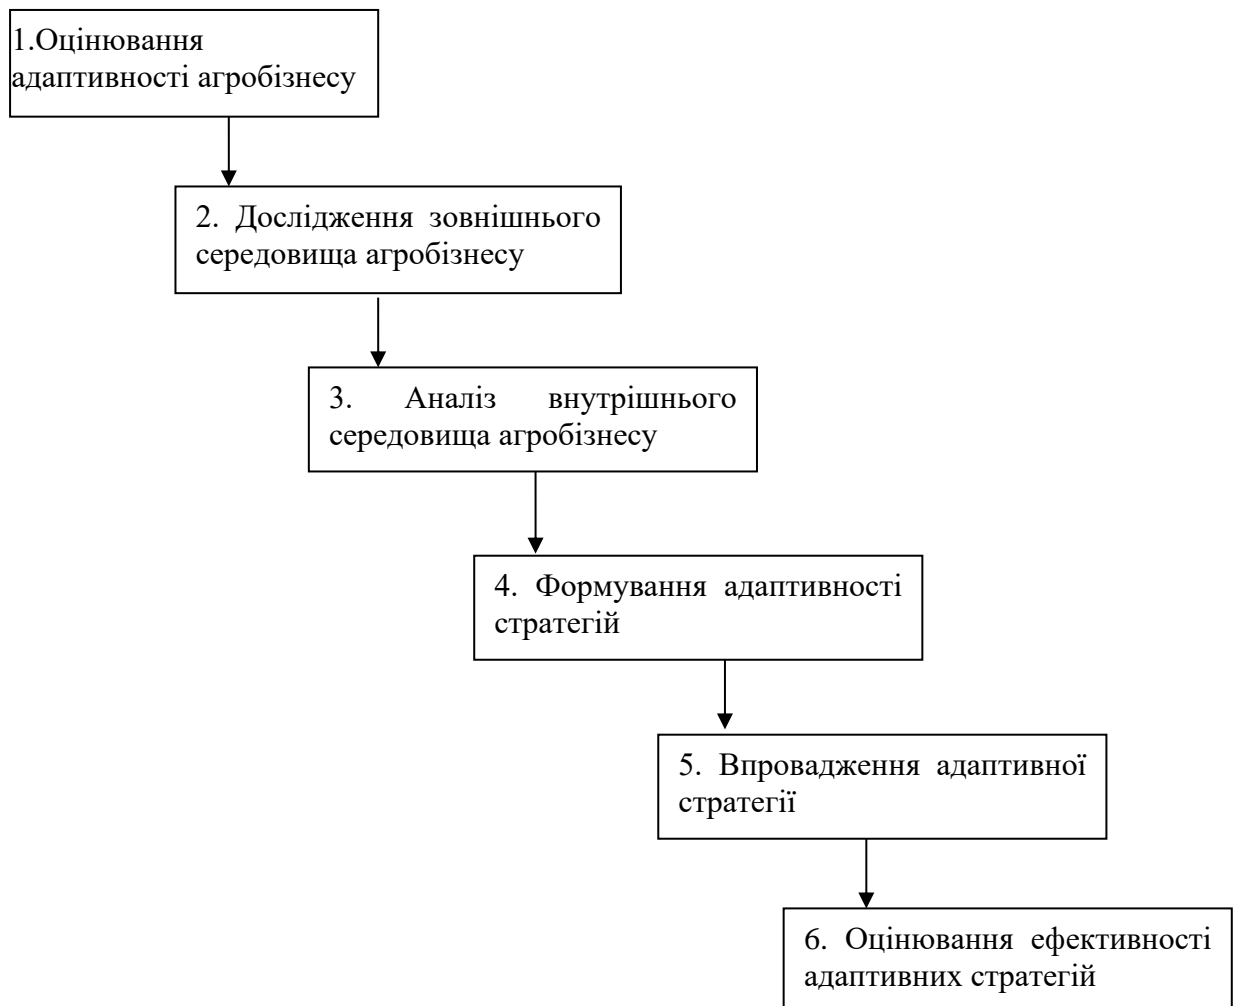 1.Оцінювання
адаптивності агробізнесу
2. Дослідження зовнішнього
середовища агробізнесу
3. Аналіз внутрішнього
середовища агробізнесу
4. Формування адаптивності
стратегій
5. Впровадження адаптивної
стратегії
6. Оцінювання ефективності
адаптивних стратегій